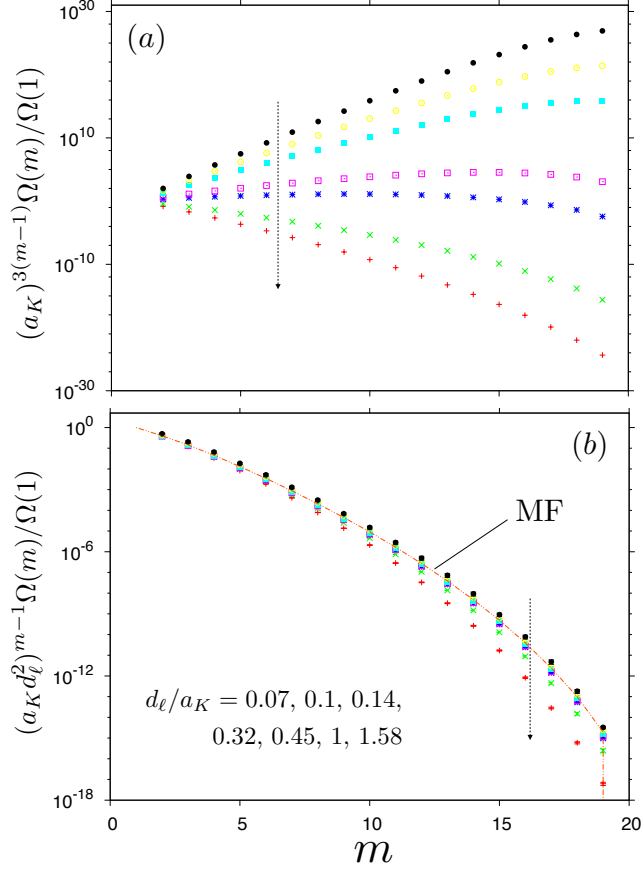 10^30
(a)
10^10
10^-10
10^-30
(a_K)^{3(m−1)}Ω(m)/Ω(1)
10^0
(b)
MF
10^-6
10^-12
d_ℓ/a_K = 0.07, 0.1, 0.14,
0.32, 0.45, 1, 1.58
10^-18
(a_K d_ℓ^2)^{m−1}Ω(m)/Ω(1)
0 5 10 15 20
m